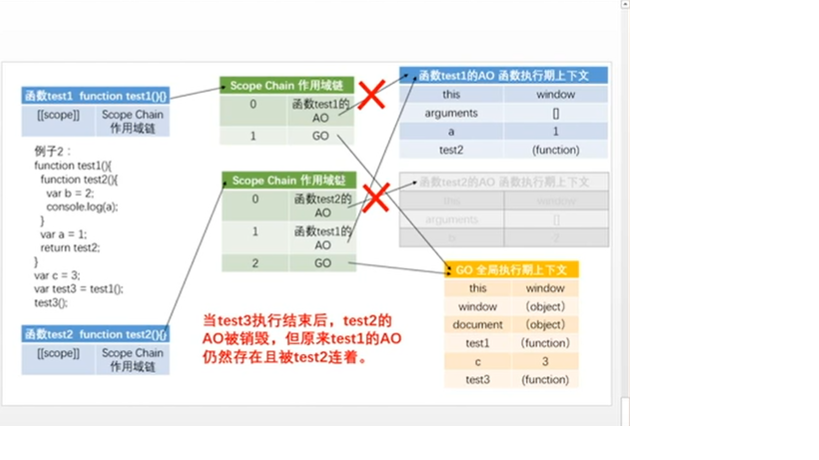 函数test1 function test1(){}
[[scope]] Scope Chain 作用域链
例子2：
function test1(){
function test2(){
var b = 2;
console.log(a);
}
var a = 1;
return test2;
}
var c = 3;
var test3 = test1();
test3();
函数test2 function test2(){}
[[scope]] Scope Chain 作用域链
Scope Chain 作用域链
0 函数test1的AO
1 GO
Scope Chain 作用域链
0 函数test2的AO
1 函数test1的AO
2 GO
当test3执行结束后，test2的
AO被销毁，但原来test1的AO
仍然存在且被test2连着。
函数test1的AO 函数执行期上下文
this window
arguments []
a 1
test2 (function)
函数test2的AO 函数执行期上下文
this window
arguments []
b 2
GO 全局执行期上下文
this window
window （object）
document （object）
test1 （function）
c 3
test3 (function)